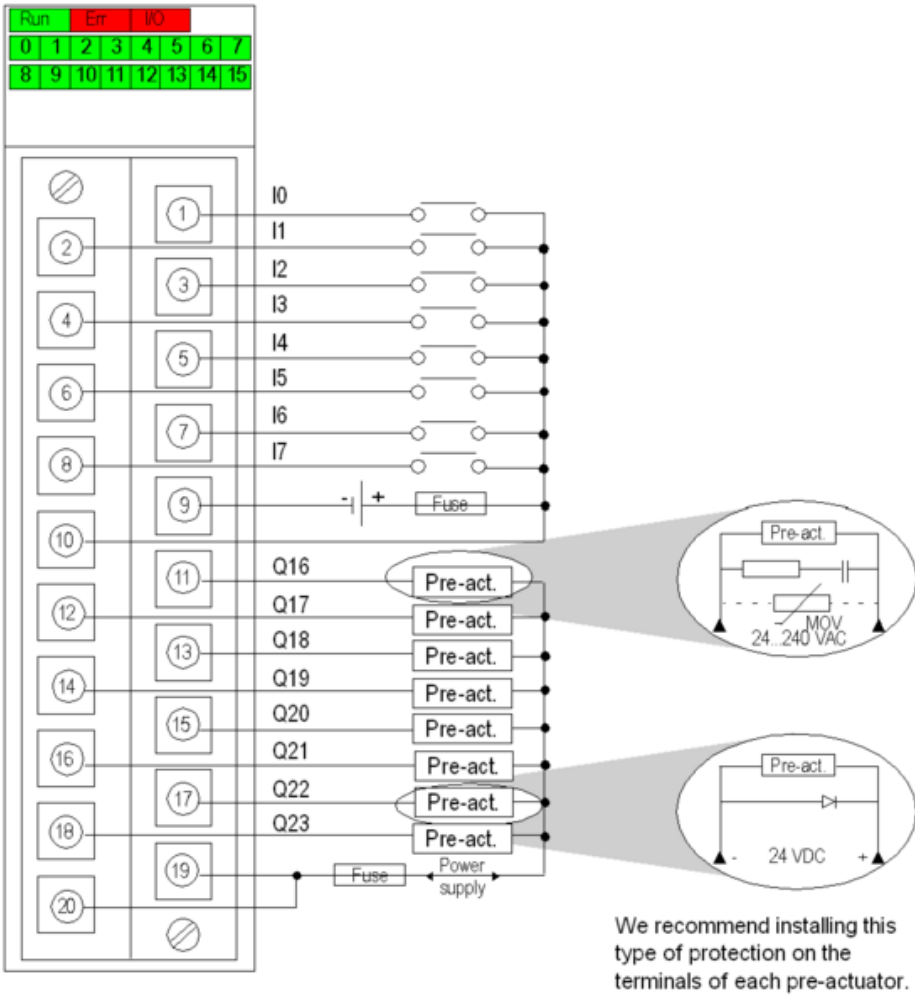 Run Err I/O
0 1 2 3 4 5 6 7
8 9 10 11 12 13 14 15
1 I0
2 I1
3 I2
4 I3
5 I4
6 I5
7 I6
8 I7
9 - + Fuse
10
11 Q16 Pre-act.
12 Q17 Pre-act.
13 Q18 Pre-act.
14 Q19 Pre-act.
15 Q20 Pre-act.
16 Q21 Pre-act.
17 Q22 Pre-act.
18 Q23 Pre-act.
19 Fuse Power
supply
20
Pre-act.
MOV
24...240 VAC
Pre-act.
- 24 VDC +
We recommend installing this
type of protection on the
terminals of each pre-actuator.